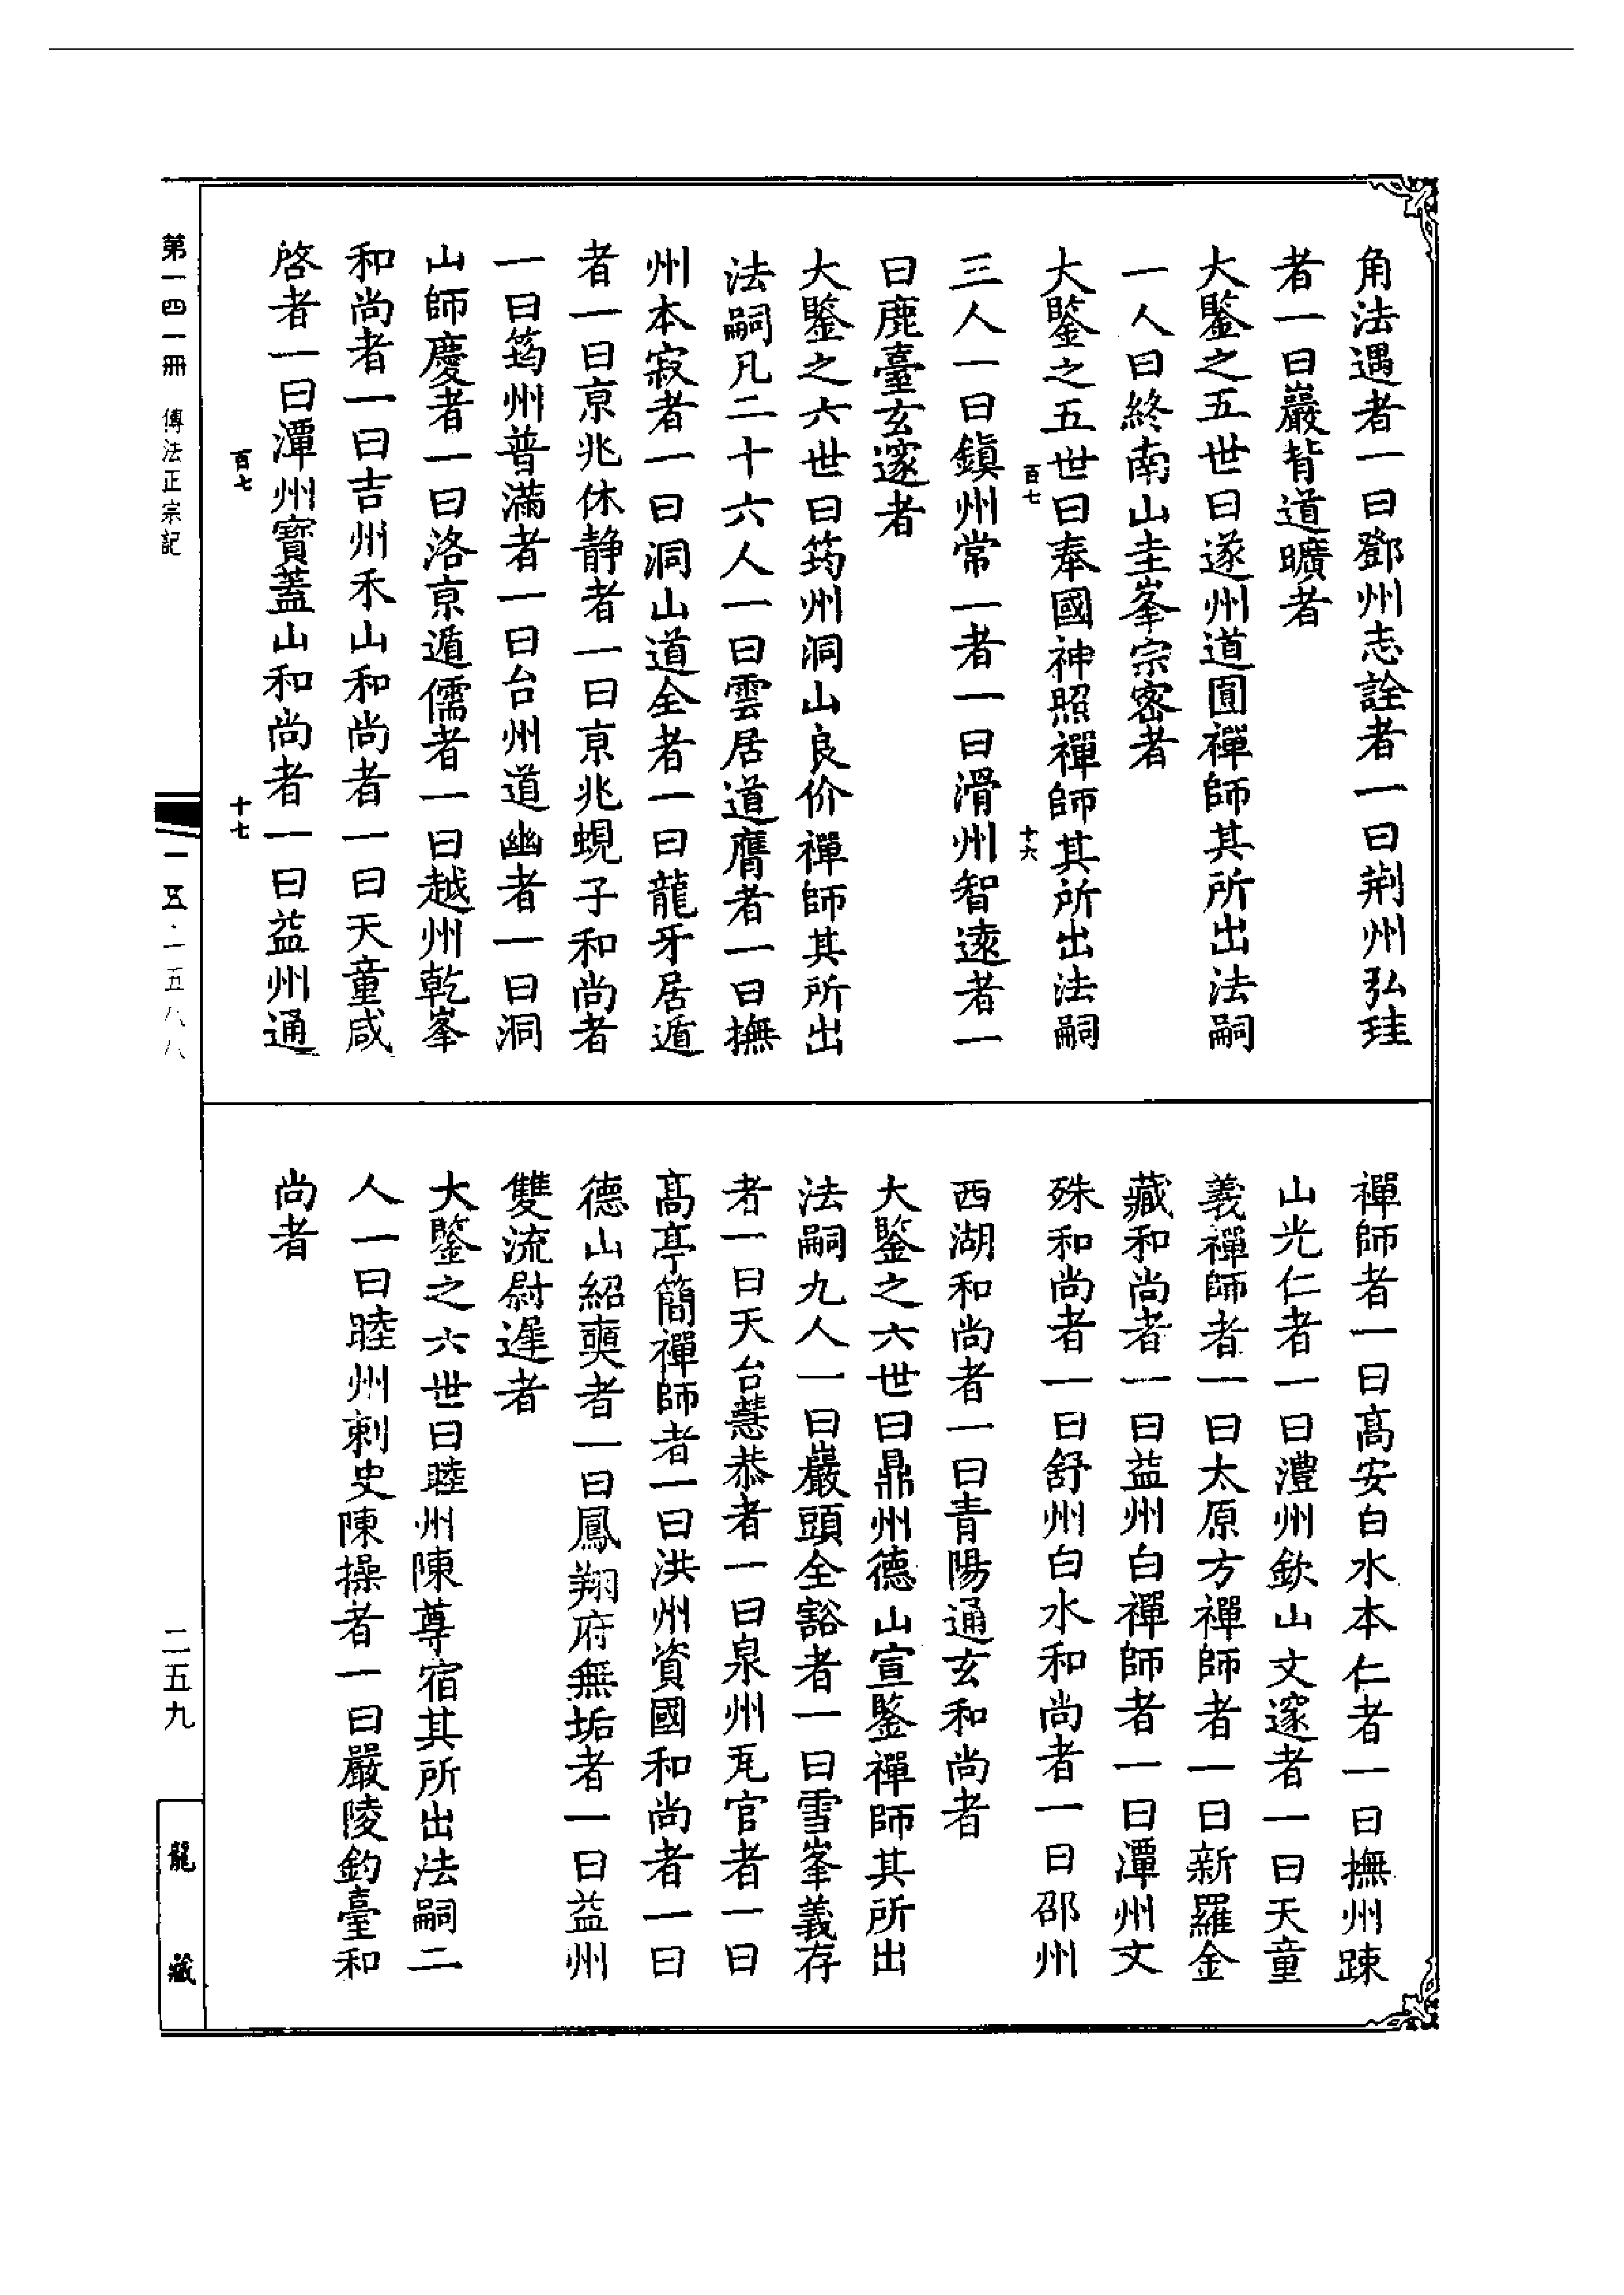 角法遇者一曰鄧州志詮者一曰荆州弘珪
者一曰巖背道曠者
大鑒之五世曰遂州道圓禪師其所出法嗣
一人曰終南山圭峯宗密者
大鑒之五世曰奉國神照禪師其所出法嗣
百七
十六
三人一曰鎮州常一者一曰滑州智遠者一
曰鹿臺玄邃者
大鑒之六世曰筠州洞山良价禪師其所出
法嗣凡二十六人一曰雲居道膺者一曰撫
州本寂者一曰洞山道全者一曰龍牙居遁
者一曰京兆休静者一曰京兆蜆子和尚者
一曰筠州普滿者一曰台州道幽者一曰洞
山師慶者一曰洛京遁儒者一曰越州乾峯
和尚者一曰吉州禾山和尚者一曰天童咸
啓者一曰潭州寶蓋山和尚者一曰益州通
百七
十七
禪師者一曰高安白水本仁者一曰撫州踈
山光仁者一曰澧州欽山文邃者一曰天童
義禪師者一曰太原方禪師者一曰新羅金
藏和尚者一曰益州白禪師者一曰潭州文
殊和尚者一曰舒州白水和尚者一曰邵州
西湖和尚者一曰青陽通玄和尚者
大鑒之六世曰鼎州德山宣鑒禪師其所出
法嗣九人一曰巖頭全豁者一曰雪峯義存
者一曰天台慧恭者一曰泉州瓦官者一曰
高亭簡禪師者一曰洪州資國和尚者一曰
德山紹奭者一曰鳳翔府無垢者一曰益州
雙流尉遲者
大鑒之六世曰睦州陳尊宿其所出法嗣二
人一曰睦州刺史陳操者一曰嚴陵釣臺和
尚者
第一四一冊 傳法正宗記
一五·一五八八
二五九
龍藏